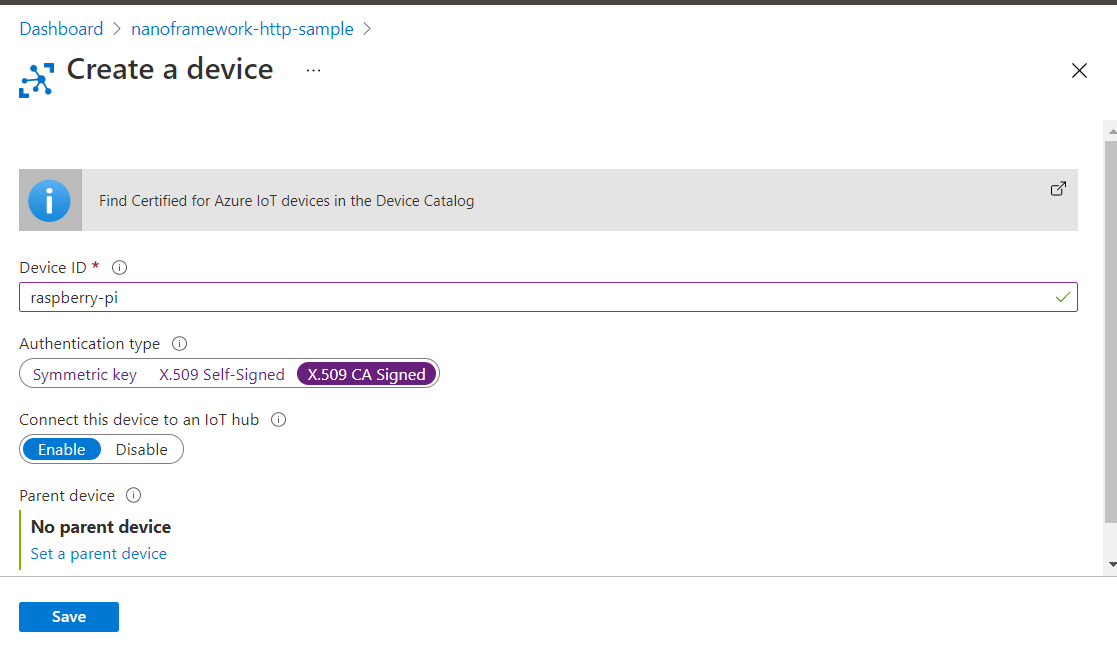 Dashboard > nanoframework-http-sample >
Create a device ...
Find Certified for Azure IoT devices in the Device Catalog
Device ID *
raspberry-pi
Authentication type
Symmetric key X.509 Self-Signed X.509 CA Signed
Connect this device to an IoT hub
Enable Disable
Parent device
No parent device
Set a parent device
Save